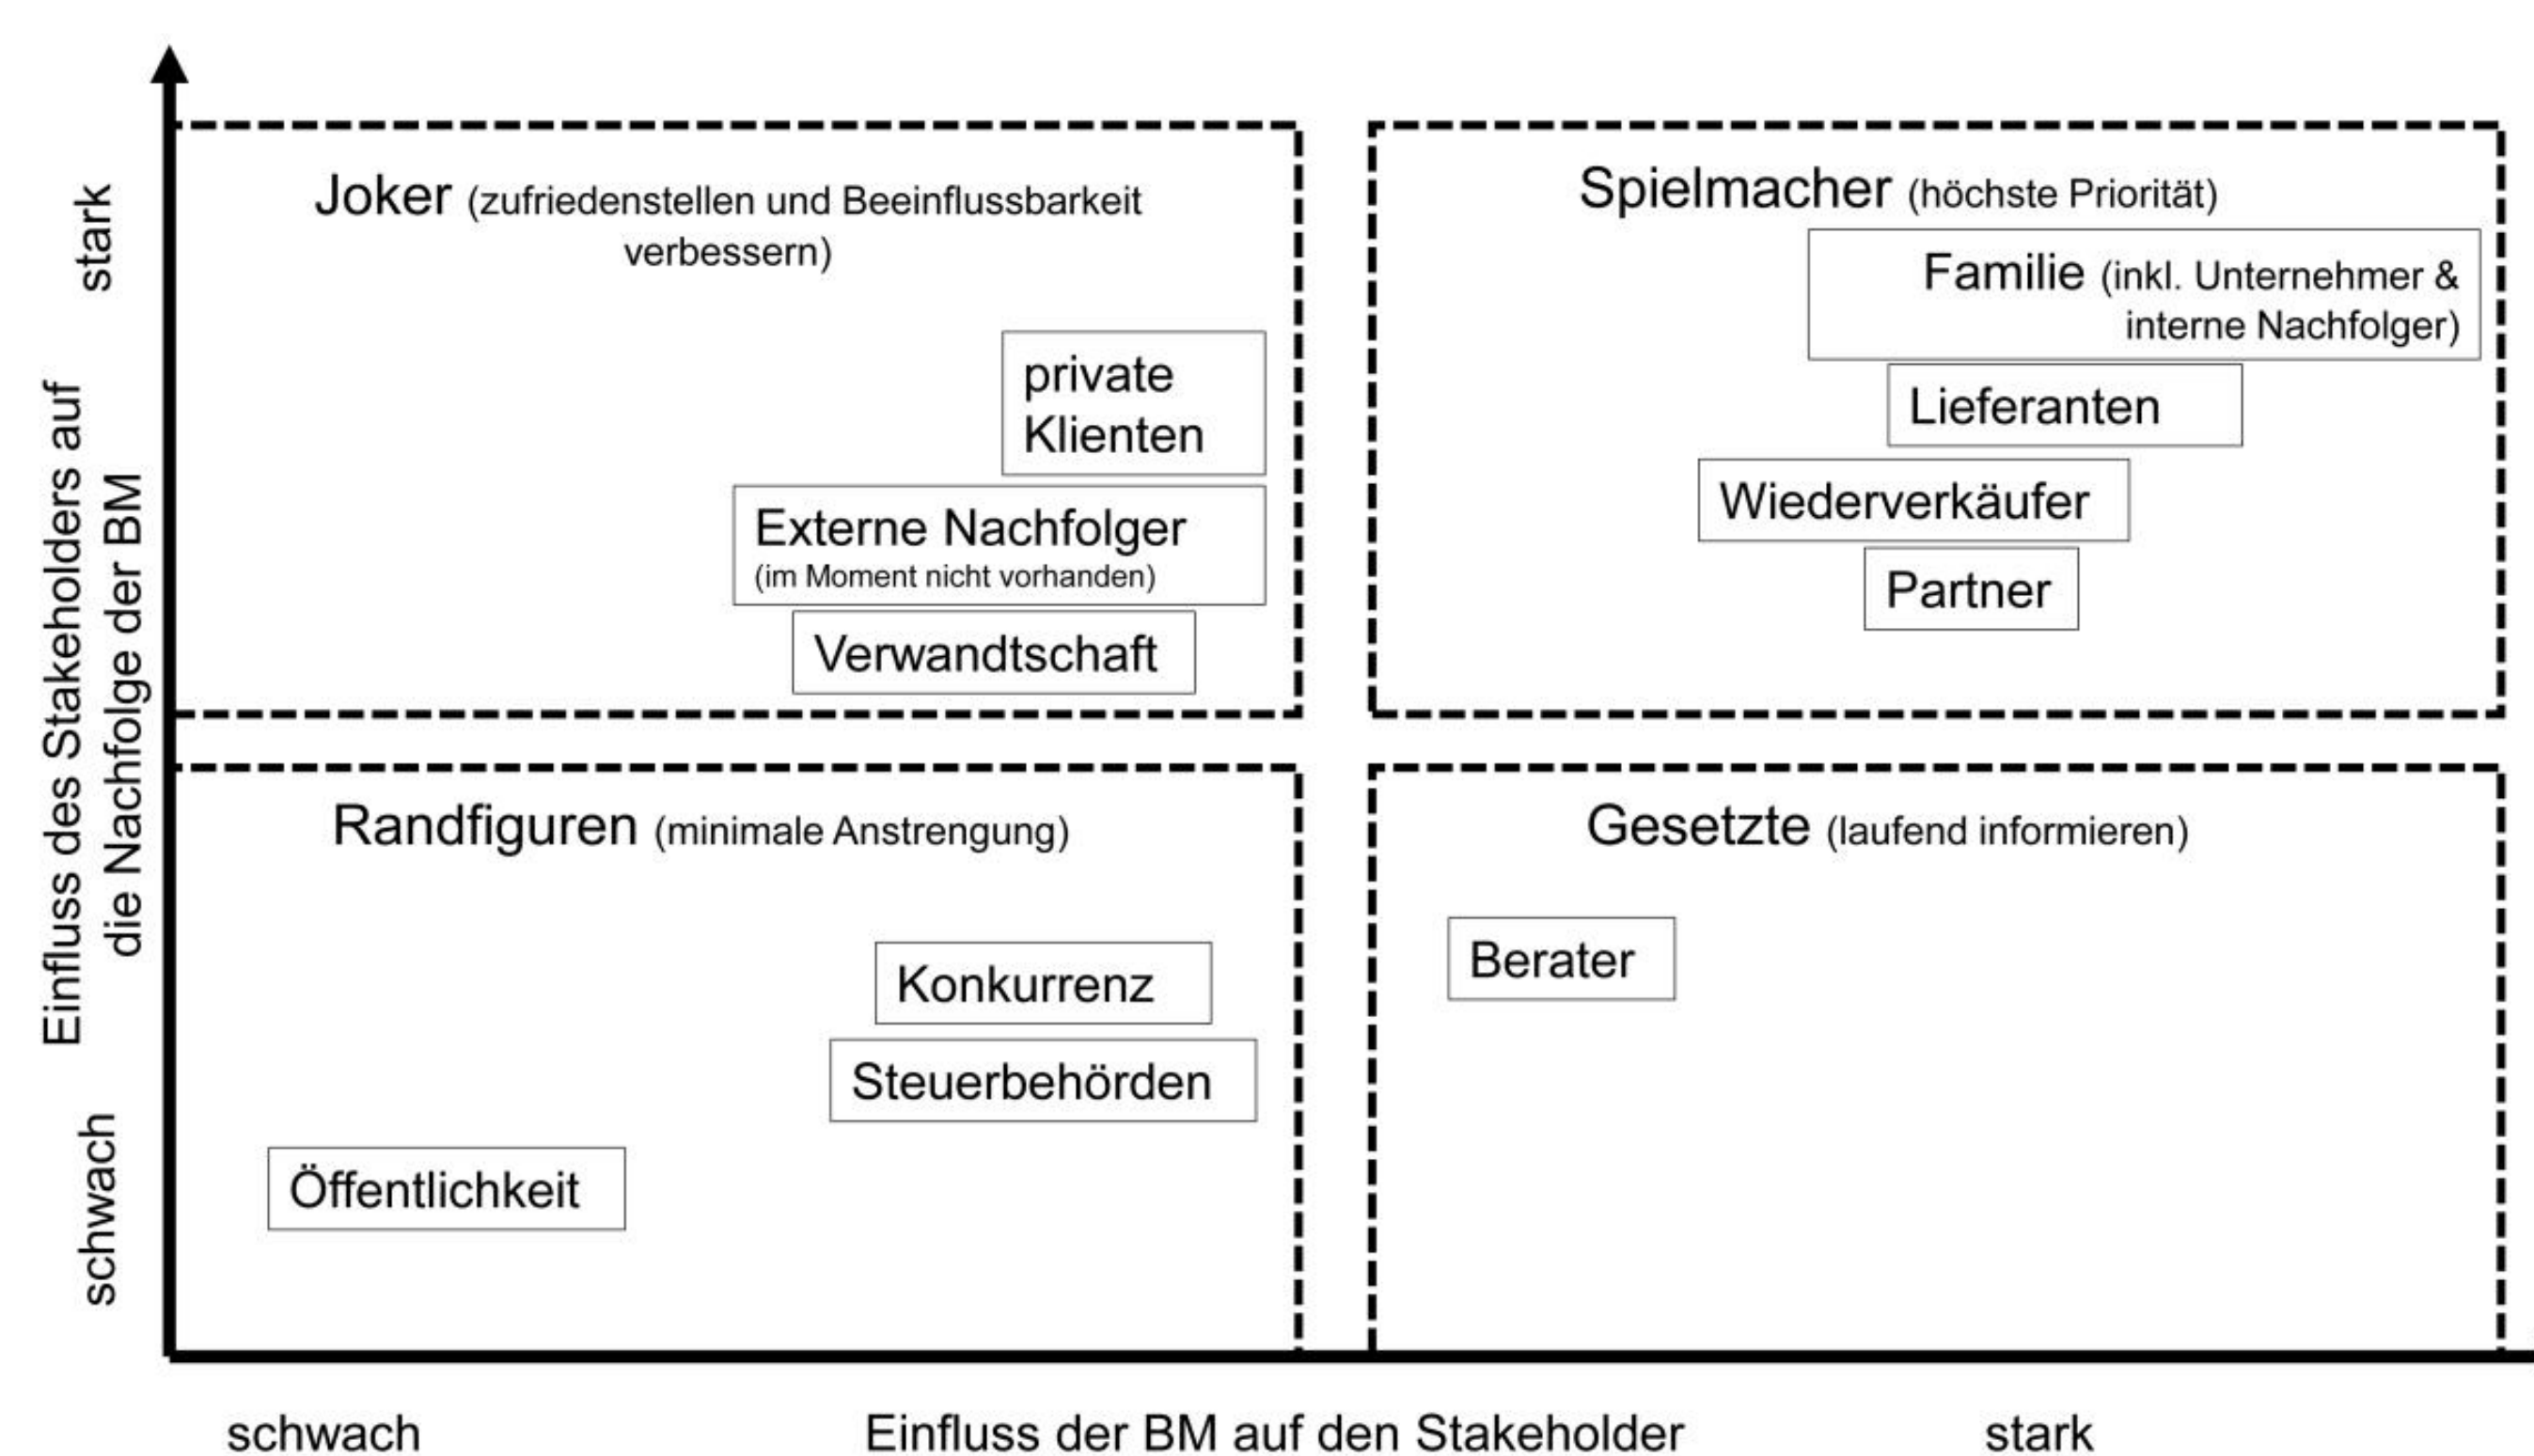 stark
Einfluss des Stakeholders auf
die Nachfolge der BM
schwach
Joker (zufriedenstellen und Beeinflussbarkeit
verbessern)
private
Klienten
Externe Nachfolger
(im Moment nicht vorhanden)
Verwandtschaft
Spielmacher (höchste Priorität)
Familie (inkl. Unternehmer &
interne Nachfolger)
Lieferanten
Wiederverkäufer
Partner
Randfiguren (minimale Anstrengung)
Konkurrenz
Steuerbehörden
Öffentlichkeit
Gesetzte (laufend informieren)
Berater
schwach
Einfluss der BM auf den Stakeholder
stark